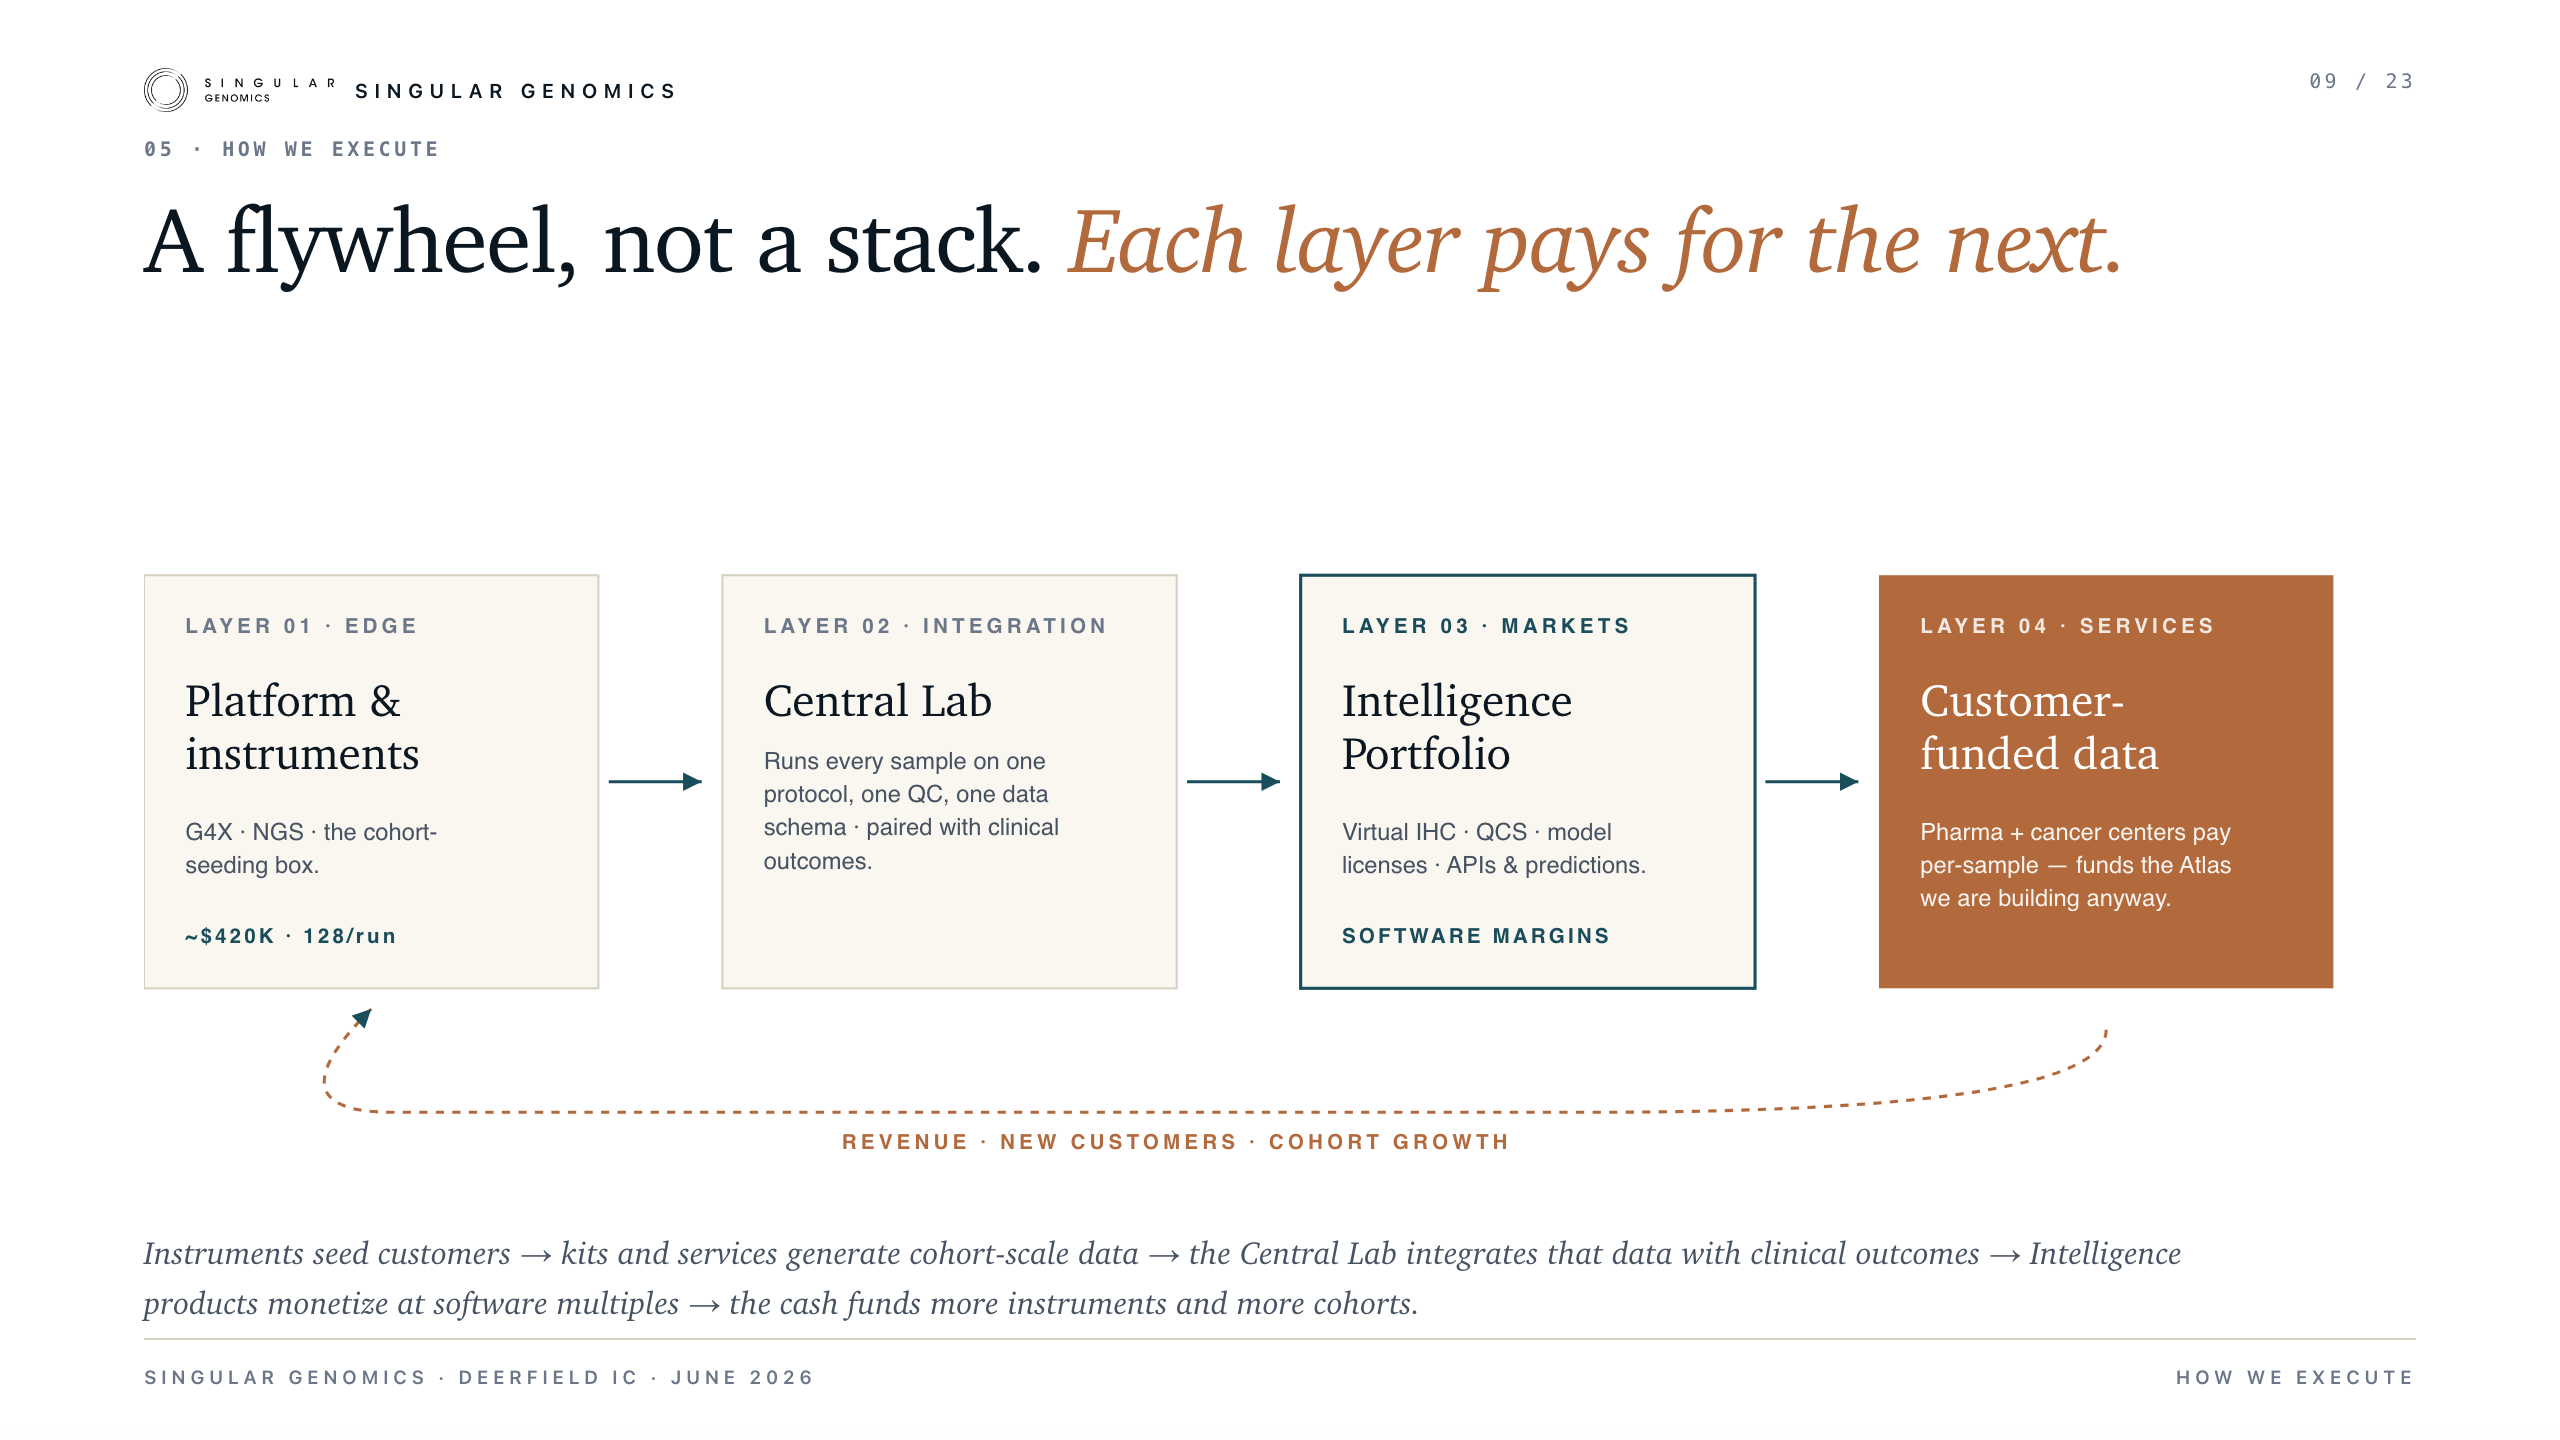 SINGULAR
GENOMICS
SINGULAR GENOMICS
09 / 23
05 · HOW WE EXECUTE
A flywheel, not a stack. Each layer pays for the next.
LAYER 01 · EDGE
Platform &
instruments
G4X · NGS · the cohort-
seeding box.
~$420K · 128/run
LAYER 02 · INTEGRATION
Central Lab
Runs every sample on one
protocol, one QC, one data
schema · paired with clinical
outcomes.
LAYER 03 · MARKETS
Intelligence
Portfolio
Virtual IHC · QCS · model
licenses · APIs & predictions.
SOFTWARE MARGINS
LAYER 04 · SERVICES
Customer-
funded data
Pharma + cancer centers pay
per-sample — funds the Atlas
we are building anyway.
REVENUE · NEW CUSTOMERS · COHORT GROWTH
Instruments seed customers → kits and services generate cohort-scale data → the Central Lab integrates that data with clinical outcomes → Intelligence
products monetize at software multiples → the cash funds more instruments and more cohorts.
SINGULAR GENOMICS · DEERFIELD IC · JUNE 2026
HOW WE EXECUTE